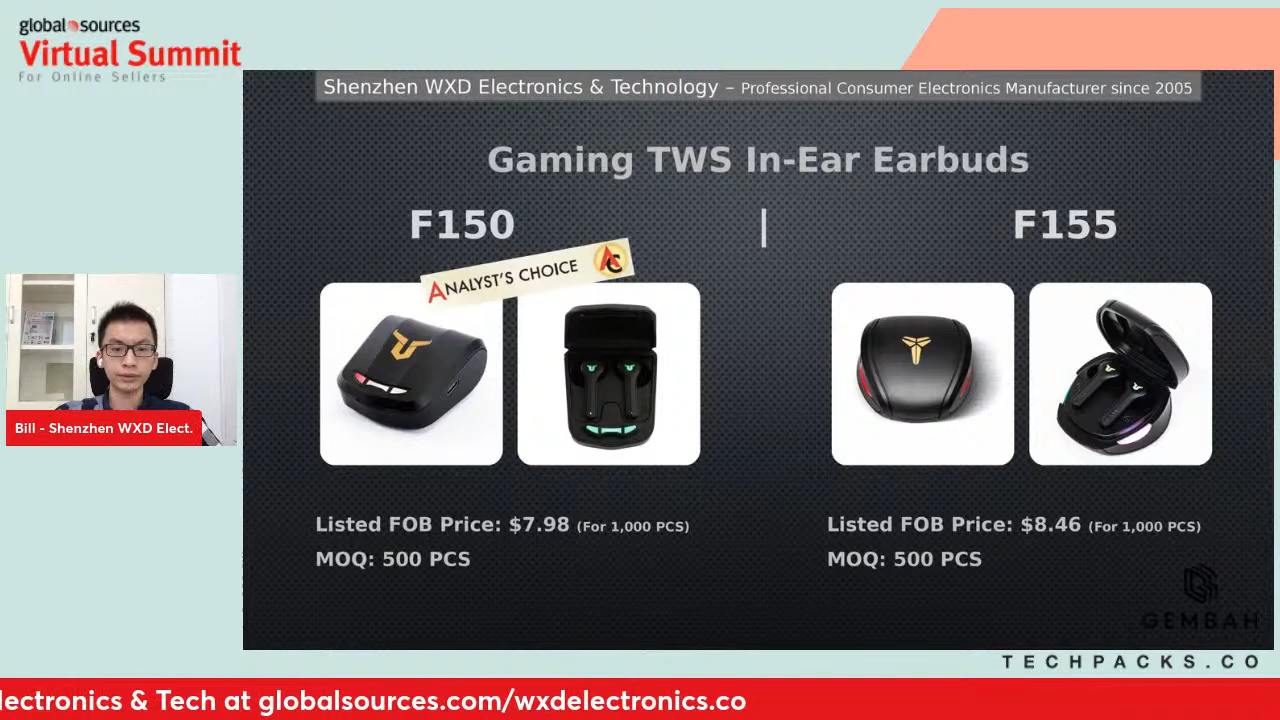 global sources
Virtual Summit
For Online Sellers
Shenzhen WXD Electronics & Technology – Professional Consumer Electronics Manufacturer since 2005
Gaming TWS In-Ear Earbuds
F150 | F155
ANALYST'S CHOICE AC
Bill - Shenzhen WXD Elect.
Listed FOB Price: $7.98 (For 1,000 PCS)
MOQ: 500 PCS
Listed FOB Price: $8.46 (For 1,000 PCS)
MOQ: 500 PCS
GEMBAH
TECHPACKS.CO
lectronics & Tech at globalsources.com/wxdelectronics.co